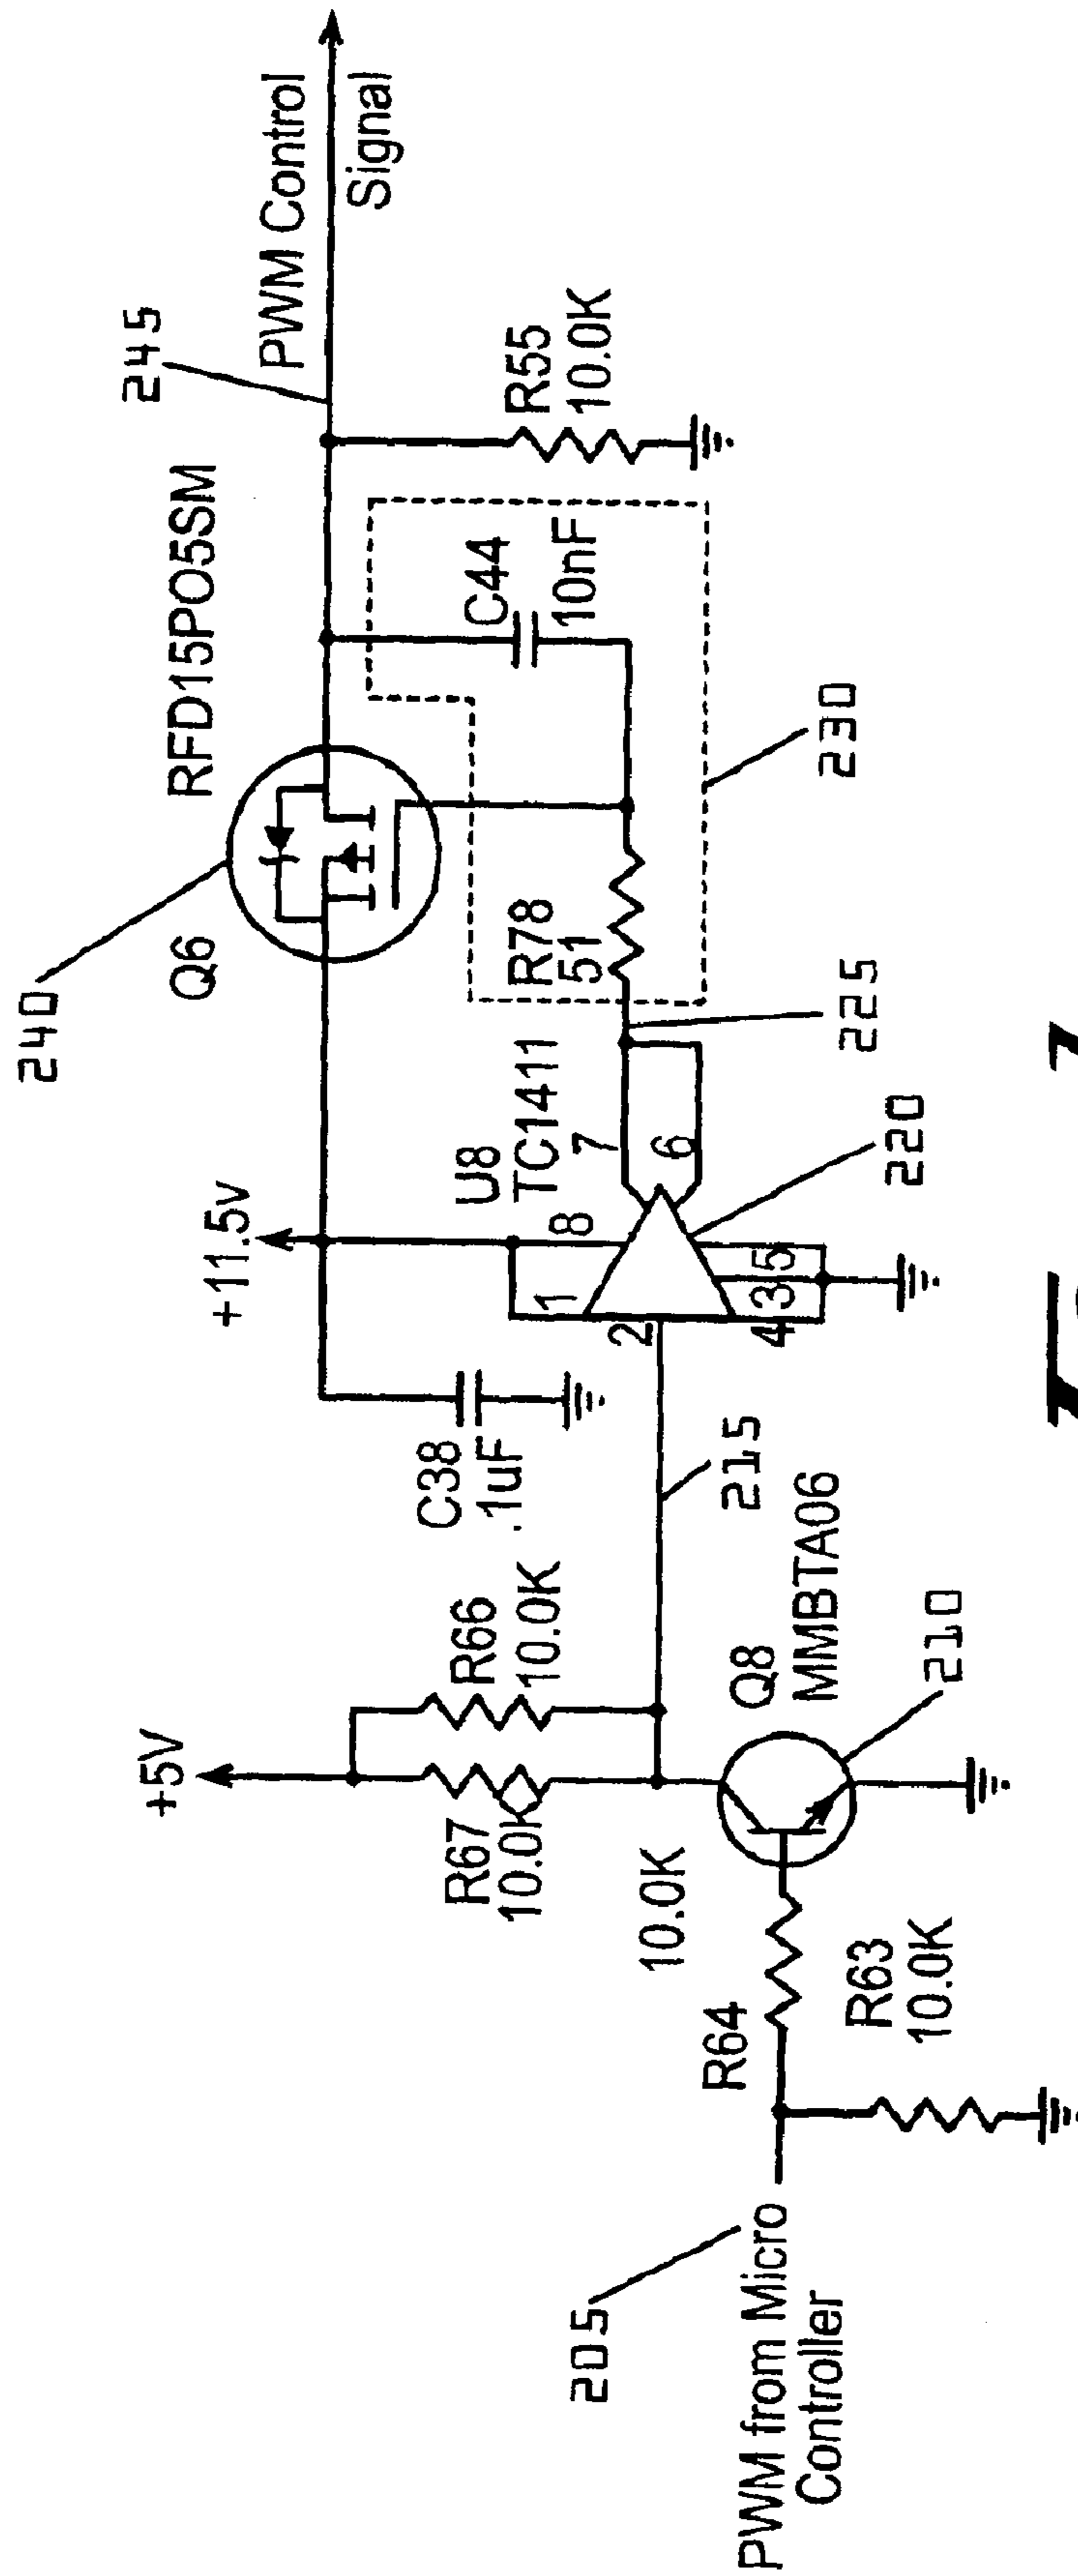 240
245
Q6
RFD15PO5SM
PWM Control
Signal
+11.5v
+5V
C38
.1uF
U8
TC1411
1
8
2
7
6
4
3
5
R78
51
C44
10nF
R55
10.0K
R67
10.0K
R66
10.0K
215
220
225
230
10.0K
Q8
MMBTA06
210
R64
R63
10.0K
205
PWM from Micro
Controller